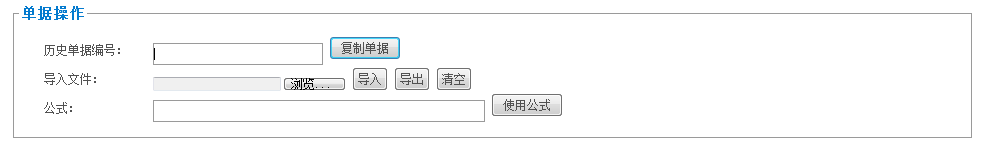 单据操作
历史单据编号: 复制单据
导入文件: 浏览... 导入 导出 清空
公式: 使用公式